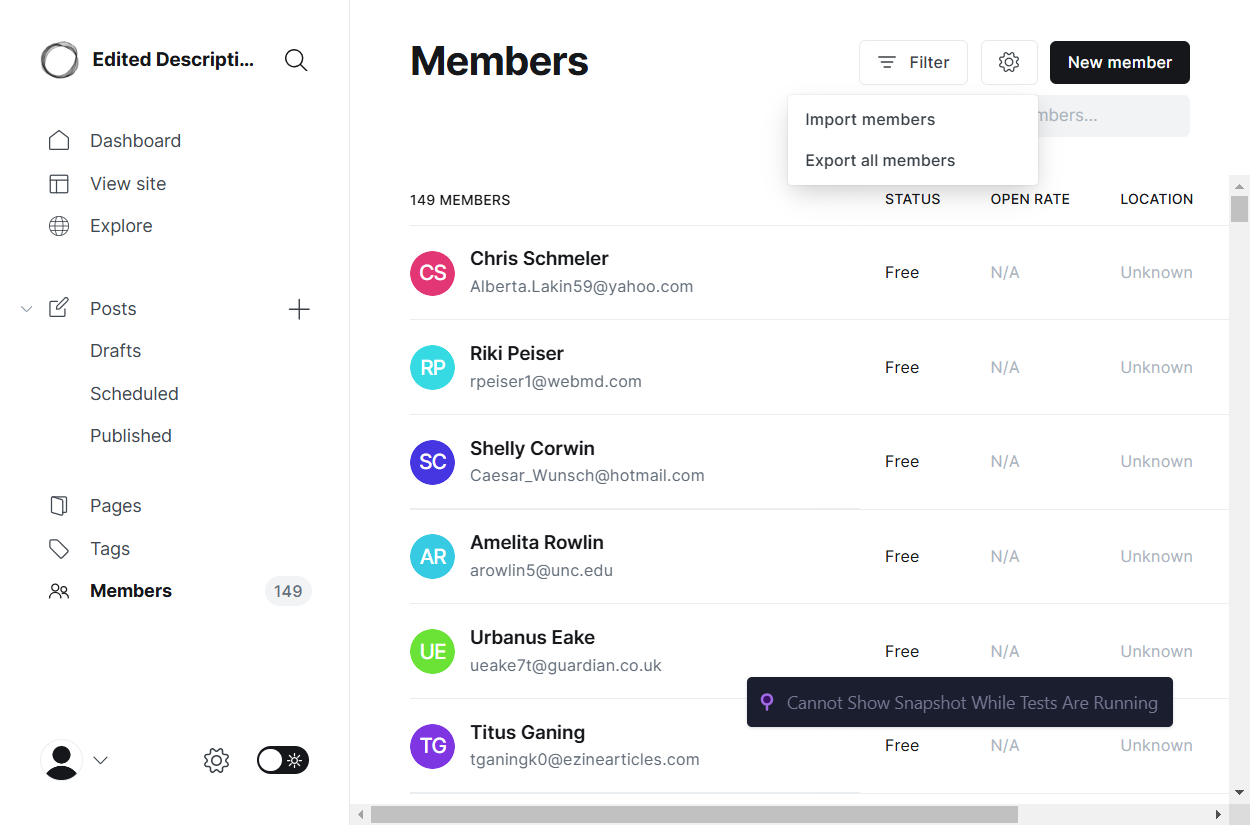 Edited Descripti...
Dashboard
View site
Explore
Posts
Drafts
Scheduled
Published
Pages
Tags
Members
149
Members
Filter
New member
Import members
Export all members
mbers...
149 MEMBERS
STATUS
OPEN RATE
LOCATION
CS
Chris Schmeler
Alberta.Lakin59@yahoo.com
Free
N/A
Unknown
RP
Riki Peiser
rpeiser1@webmd.com
Free
N/A
Unknown
SC
Shelly Corwin
Caesar_Wunsch@hotmail.com
Free
N/A
Unknown
AR
Amelita Rowlin
arowlin5@unc.edu
Free
N/A
Unknown
UE
Urbanus Eake
ueake7t@guardian.co.uk
Free
N/A
Unknown
Cannot Show Snapshot While Tests Are Running
TG
Titus Ganing
tganingk0@ezinearticles.com
Free
N/A
Unknown